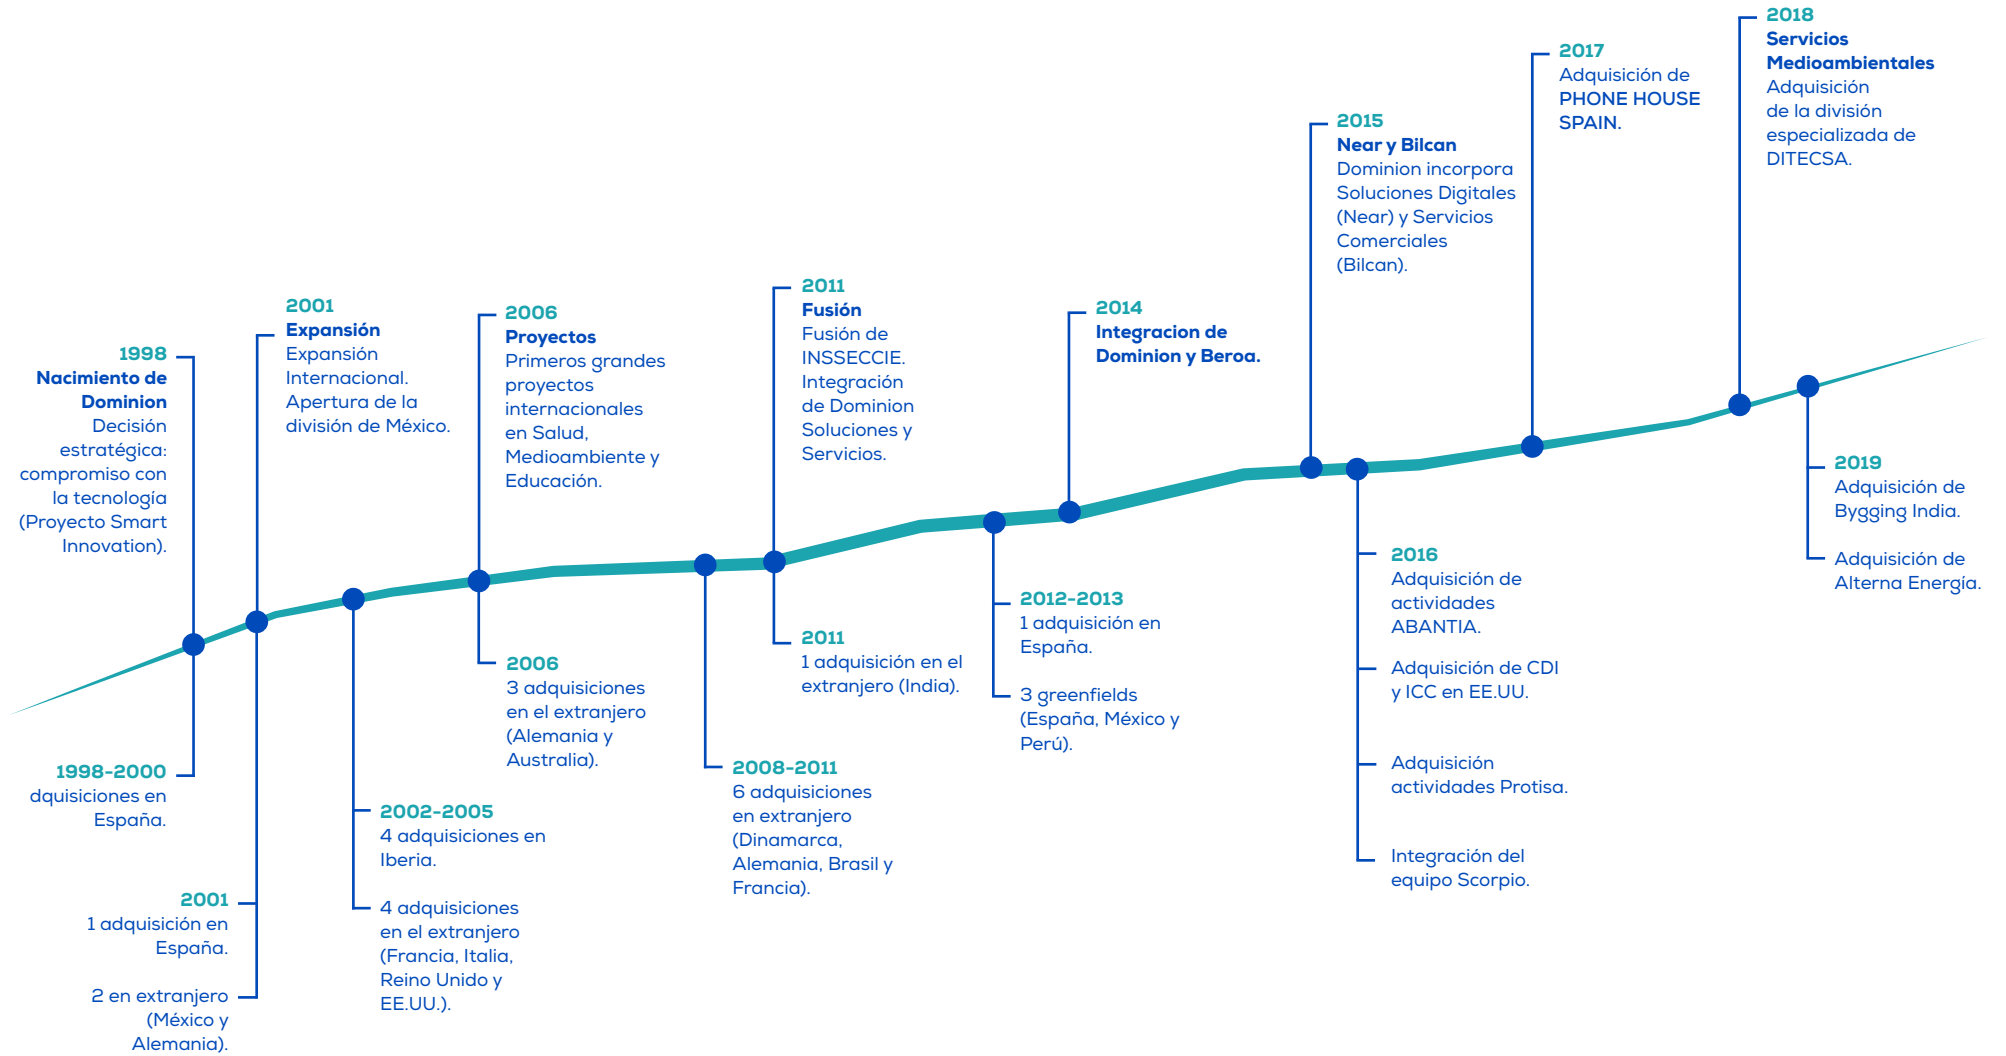 1998
Nacimiento de
Dominion
Decisión
estratégica:
compromiso con
la tecnología
(Proyecto Smart
Innovation).
1998-2000
dquisiciones en
España.
2001
Expansión
Expansión
Internacional.
Apertura de la
división de México.
2001
1 adquisición en
España.
2 en extranjero
(México y
Alemania).
2002-2005
4 adquisiciones en
Iberia.
4 adquisiciones
en el extranjero
(Francia, Italia,
Reino Unido y
EE.UU.).
2006
Proyectos
Primeros grandes
proyectos
internacionales
en Salud,
Medioambiente y
Educación.
2006
3 adquisiciones
en el extranjero
(Alemania y
Australia).
2008-2011
6 adquisiciones
en extranjero
(Dinamarca,
Alemania, Brasil y
Francia).
2011
Fusión
Fusión de
INSSECCIE.
Integración
de Dominion
Soluciones y
Servicios.
2011
1 adquisición en el
extranjero (India).
2012-2013
1 adquisición en
España.
3 greenfields
(España, México y
Perú).
2014
Integracion de
Dominion y Beroa.
2015
Near y Bilcan
Dominion incorpora
Soluciones Digitales
(Near) y Servicios
Comerciales
(Bilcan).
2016
Adquisición de
actividades
ABANTIA.
Adquisición de CDI
y ICC en EE.UU.
Adquisición
actividades Protisa.
Integración del
equipo Scorpio.
2017
Adquisición de
PHONE HOUSE
SPAIN.
2018
Servicios
Medioambientales
Adquisición
de la división
especializada de
DITECSA.
2019
Adquisición de
Bygging India.
Adquisición de
Alterna Energía.